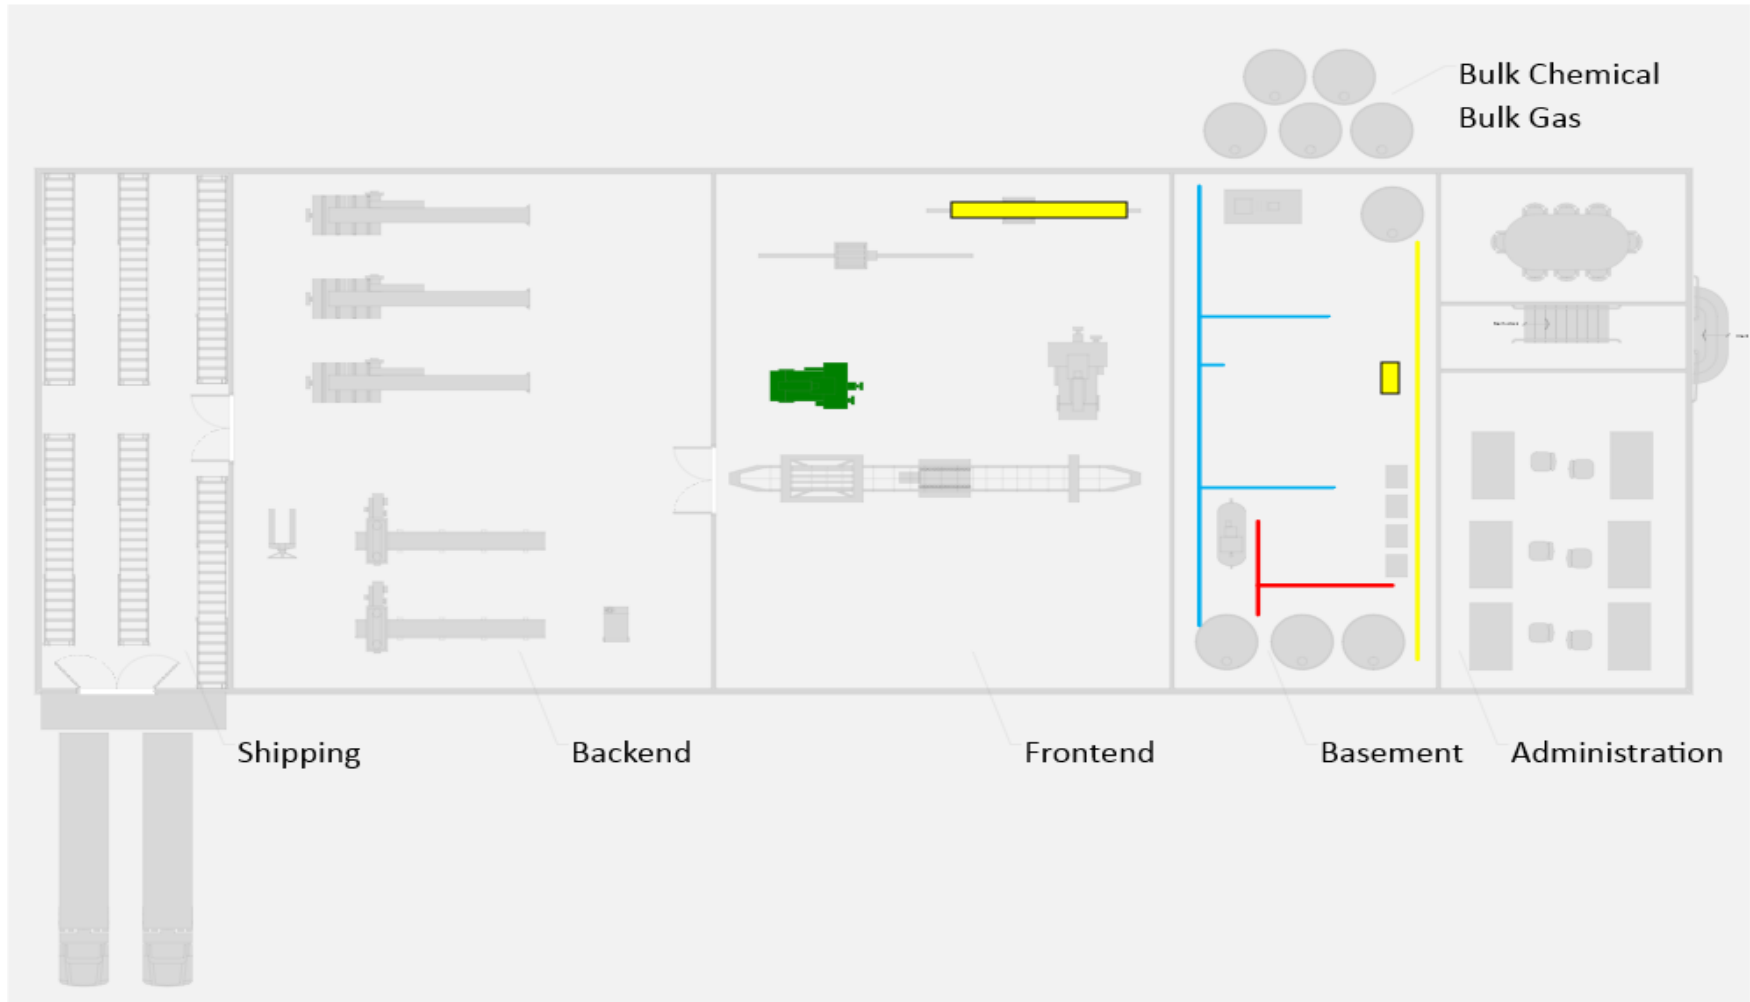 Bulk Chemical
Bulk Gas
Shipping
Backend
Frontend
Basement
Administration